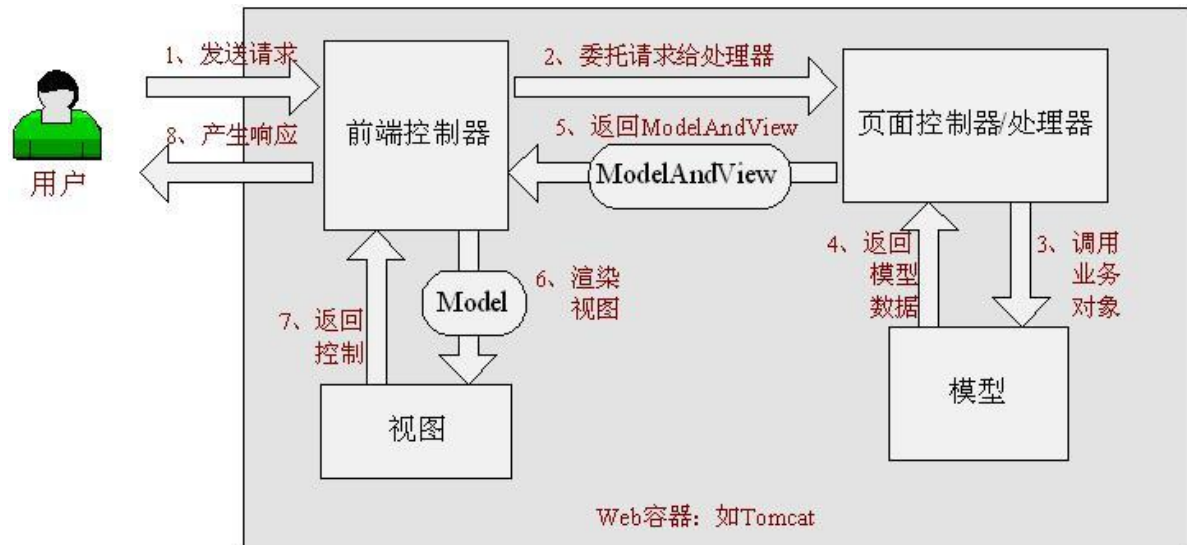 1、发送请求
2、委托请求给处理器
前端控制器
页面控制器/处理器
5、返回ModelAndView
8、产生响应
ModelAndView
用户
4、返回
模型
数据
3、调用
业务
对象
6、渲染
视图
Model
7、返回
控制
模型
视图
Web容器：如Tomcat